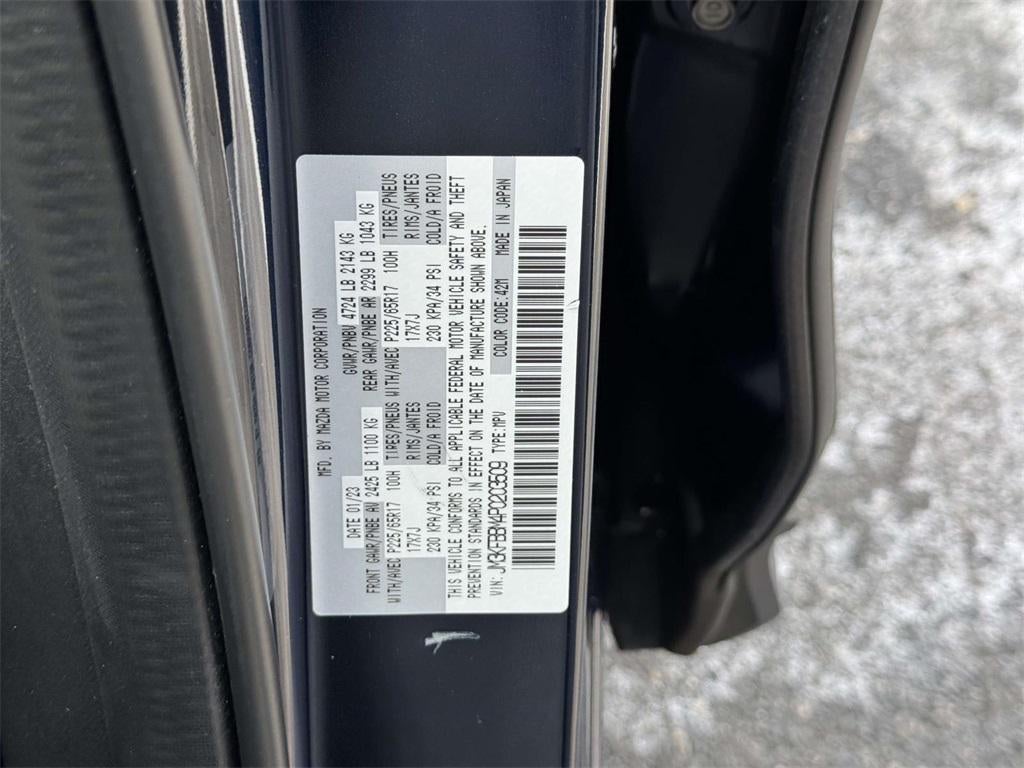 MFD. BY MAZDA MOTOR CORPORATION
DATE 01/23 GVWR/PNBV 4724 LB 2143 KG
FRONT GAWR/PNBE AV 2425 LB 1100 KG REAR GAWR/PNBE AR 2299 LB 1043 KG
WITH/AVEC P225/65R17 100H TIRES/PNEUS WITH/AVEC P225/65R17 100H TIRES/PNEUS
17X7J RIMS/JANTES 17X7J RIMS/JANTES
230 KPA/34 PSI COLD/A FROID 230 KPA/34 PSI COLD/A FROID
THIS VEHICLE CONFORMS TO ALL APPLICABLE FEDERAL MOTOR VEHICLE SAFETY AND THEFT
PREVENTION STANDARDS IN EFFECT ON THE DATE OF MANUFACTURE SHOWN ABOVE.
VIN: JM3KFBBM4P0203509 TYPE:MPV COLOR CODE:42M MADE IN JAPAN